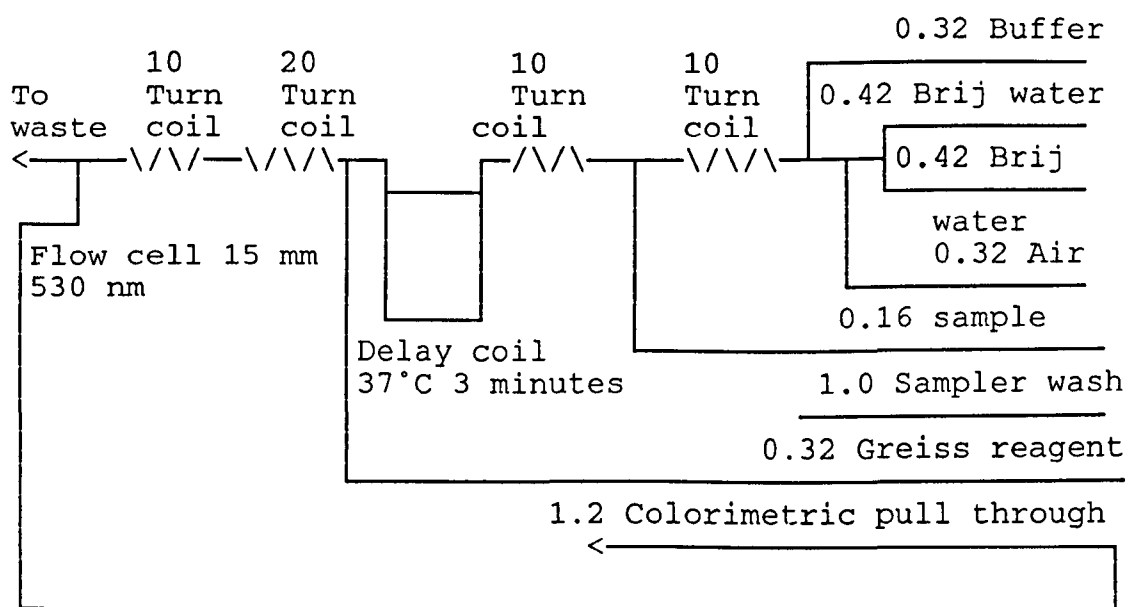 0.32 Buffer
10 20 10 10
To Turn Turn Turn Turn 0.42 Brij water
waste coil coil coil coil
0.42 Brij
water
Flow cell 15 mm 0.32 Air
530 nm
0.16 sample
Delay coil
37°C 3 minutes 1.0 Sampler wash
0.32 Greiss reagent
1.2 Colorimetric pull through